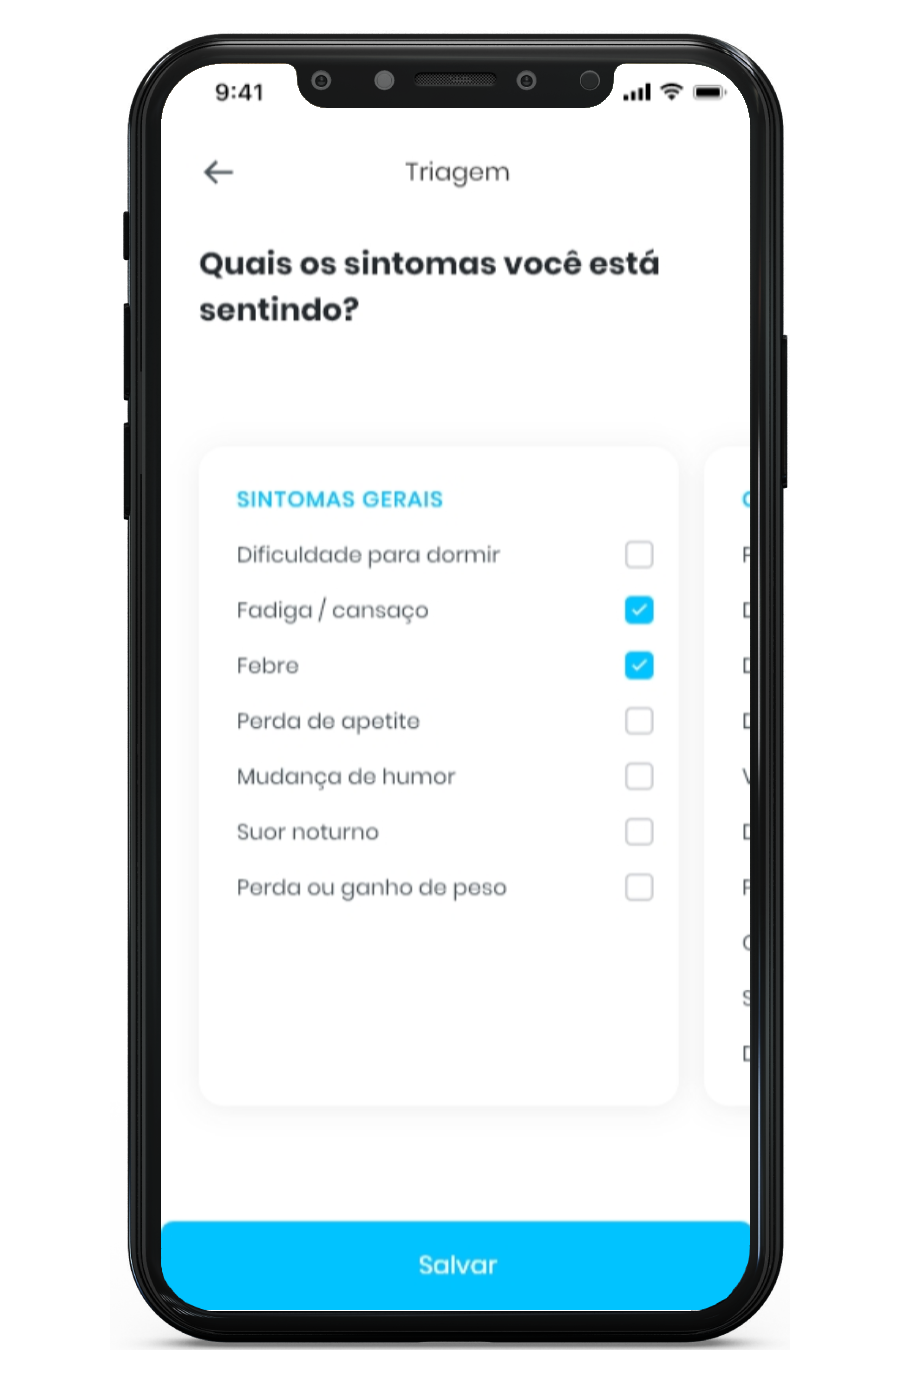 9:41
Triagem
Quais os sintomas você está
sentindo?
SINTOMAS GERAIS
Dificuldade para dormir
Fadiga / cansaço
Febre
Perda de apetite
Mudança de humor
Suor noturno
Perda ou ganho de peso
Salvar